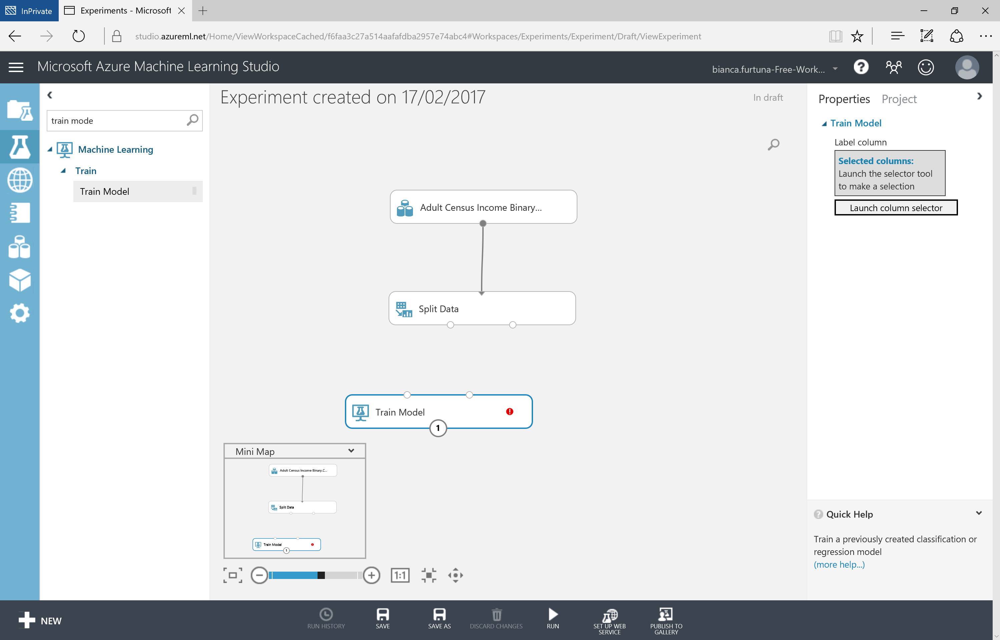 InPrivate
Experiments - Microsoft
studio.azureml.net/Home/ViewWorkspaceCached/f6faa3c27a514aafafdba2957e74abc4#Workspaces/Experiments/Experiment/Draft/ViewExperiment
Microsoft Azure Machine Learning Studio
bianca.furtuna-Free-Work...
train mode
Machine Learning
Train
Train Model
Experiment created on 17/02/2017
In draft
Adult Census Income Binary...
Split Data
Train Model
1
Mini Map
Adult Census Income Binary C...
Split Data
Train Model
1
1:1
Properties Project
Train Model
Label column
Selected columns:
Launch the selector tool
to make a selection
Launch column selector
Quick Help
Train a previously created classification or
regression model
(more help...)
NEW
RUN HISTORY
SAVE
SAVE AS
DISCARD CHANGES
RUN
SET UP WEB
SERVICE
PUBLISH TO
GALLERY